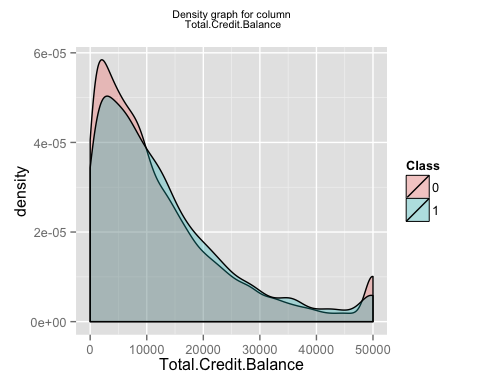 Density graph for column
Total.Credit.Balance
6e-05
4e-05
2e-05
0e+00
density
0
10000
20000
30000
40000
50000
Total.Credit.Balance
Class
0
1